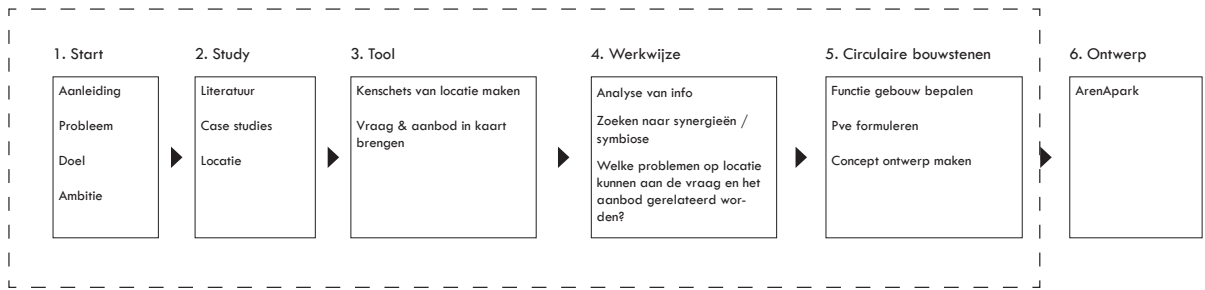 1. Start
Aanleiding
Probleem
Doel
Ambitie
2. Study
Literatuur
Case studies
Locatie
3. Tool
Kenschets van locatie maken
Vraag & aanbod in kaart
brengen
4. Werkwijze
Analyse van info
Zoeken naar synergieën /
symbiose
Welke problemen op locatie
kunnen aan de vraag en het
aanbod gerelateerd wor-
den?
5. Circulaire bouwstenen
Functie gebouw bepalen
Pve formuleren
Concept ontwerp maken
6. Ontwerp
ArenApark